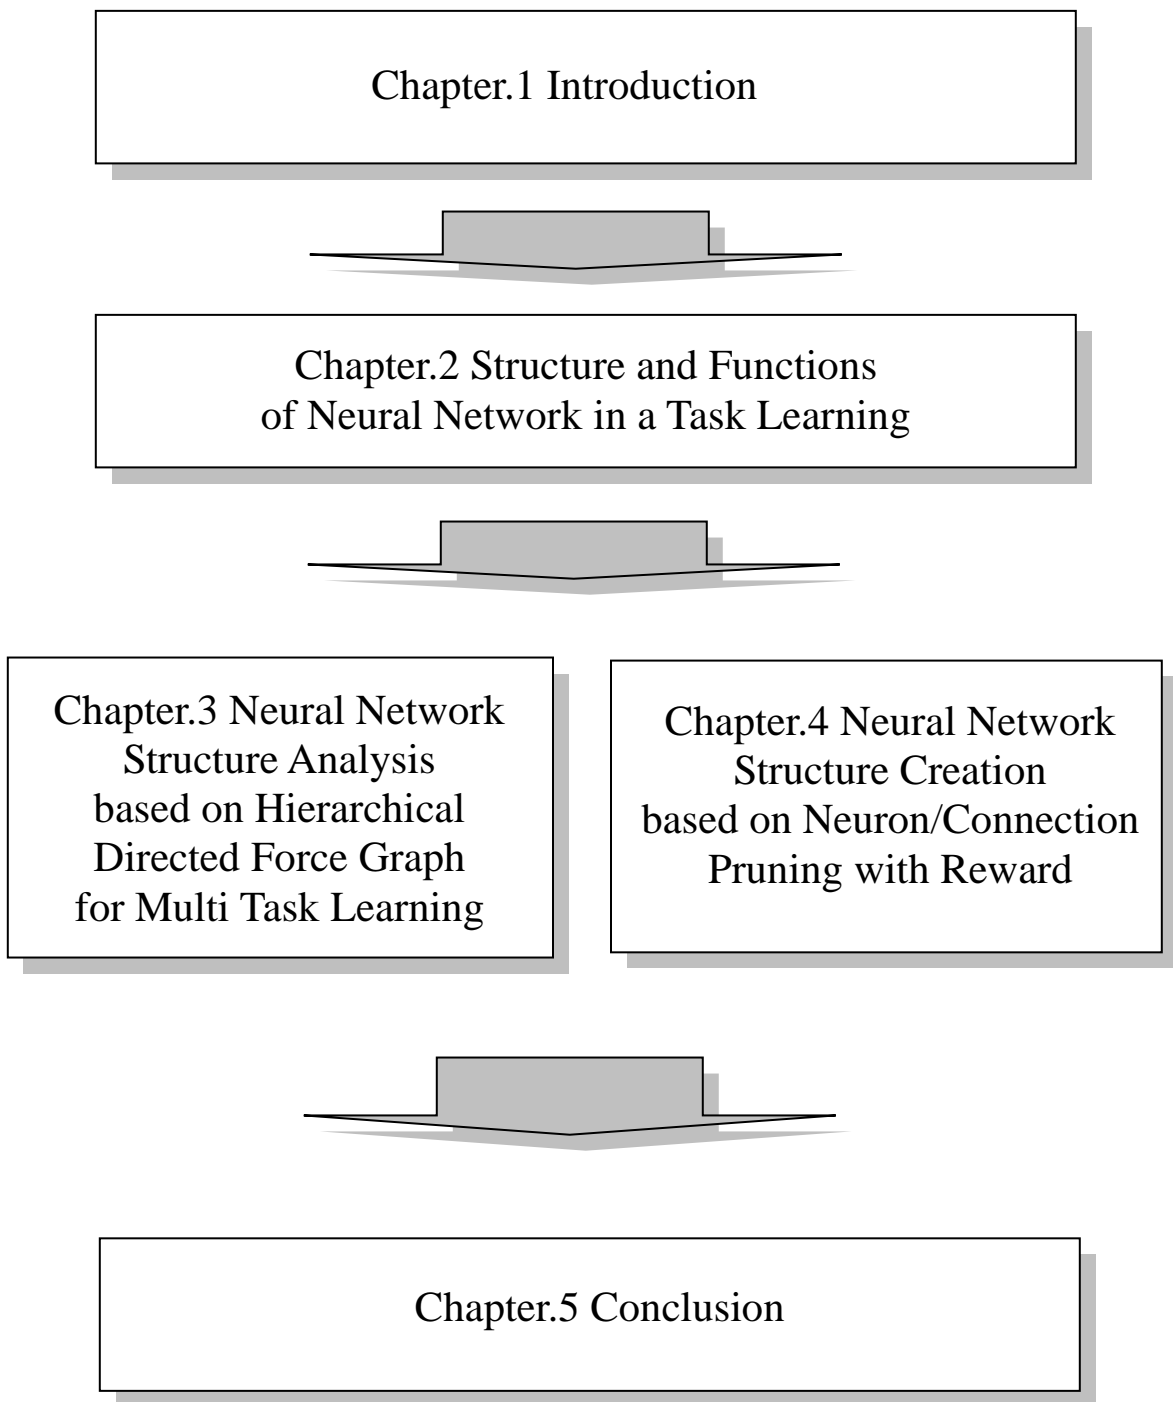 Chapter.1 Introduction
Chapter.2 Structure and Functions
of Neural Network in a Task Learning
Chapter.3 Neural Network
Structure Analysis
based on Hierarchical
Directed Force Graph
for Multi Task Learning
Chapter.4 Neural Network
Structure Creation
based on Neuron/Connection
Pruning with Reward
Chapter.5 Conclusion